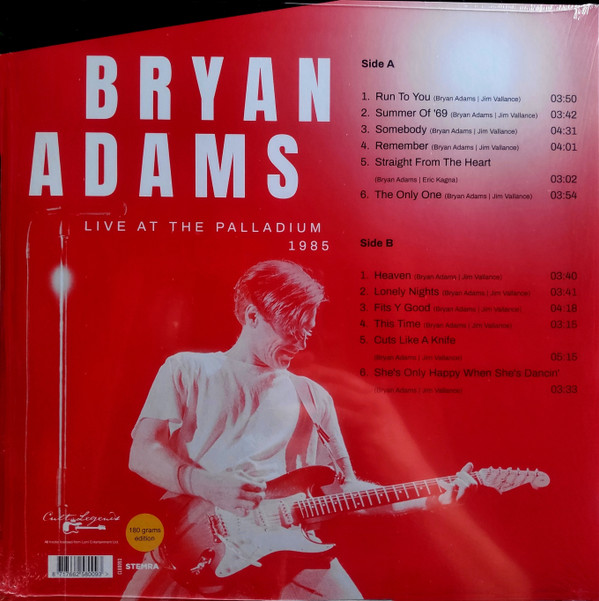 BRYAN
ADAMS
LIVE AT THE PALLADIUM
1985
Side A
1. Run To You (Bryan Adams | Jim Vallance) 03:50
2. Summer Of '69 (Bryan Adams | Jim Vallance) 03:42
3. Somebody (Bryan Adams | Jim Vallance) 04:31
4. Remember (Bryan Adams | Jim Vallance) 04:01
5. Straight From The Heart
(Bryan Adams | Eric Kagna) 03:02
6. The Only One (Bryan Adams | Jim Vallance) 03:54
Side B
1. Heaven (Bryan Adams | Jim Vallance) 03:40
2. Lonely Nights (Bryan Adams | Jim Vallance) 03:41
3. Fits Y Good (Bryan Adams | Jim Vallance) 04:18
4. This Time (Bryan Adams | Jim Vallance) 03:15
5. Cuts Like A Knife
(Bryan Adams | Jim Vallance) 05:15
6. She's Only Happy When She's Dancin'
(Bryan Adams | Jim Vallance) 03:33
Cult Legends
180 grams
edition
STEMRA
8 717662 580093